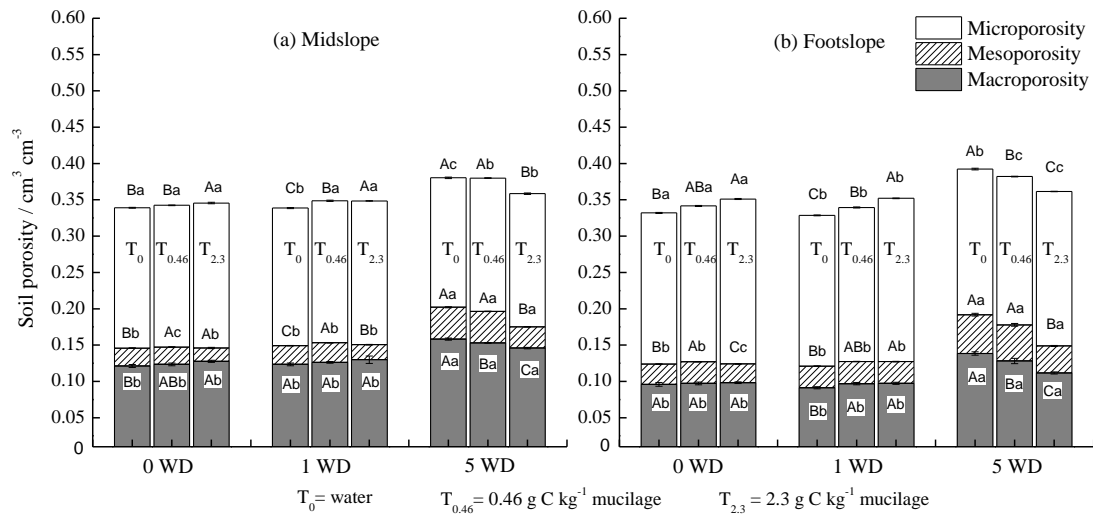 0.60
0.55
0.50
0.45
0.40
0.35
0.30
0.25
0.20
0.15
0.10
0.05
0
Soil porosity / cm³ cm⁻³
(a) Midslope
(b) Footslope
Microporosity
Mesoporosity
Macroporosity
Ba Ba Aa
Cb Ba Aa
Ac Ab Bb
T₀ T₀.₄₆ T₂.₃
T₀ T₀.₄₆ T₂.₃
T₀ T₀.₄₆ T₂.₃
Bb Ac Ab
Cb Ab Bb
Aa Aa Ba
Bb ABb Ab
Ab Ab Ab
Aa Ba Ca
0 WD 1 WD 5 WD
Ba ABa Aa
Cb Bb Ab
Ab Bc Cc
T₀ T₀.₄₆ T₂.₃
T₀ T₀.₄₆ T₂.₃
T₀ T₀.₄₆ T₂.₃
Bb Ab Cc
Bb ABb Ab
Aa Aa Ba
Ab Ab Ab
Bb Ab Ab
Aa Ba Ca
0 WD 1 WD 5 WD
T₀= water T₀.₄₆= 0.46 g C kg⁻¹ mucilage T₂.₃ = 2.3 g C kg⁻¹ mucilage